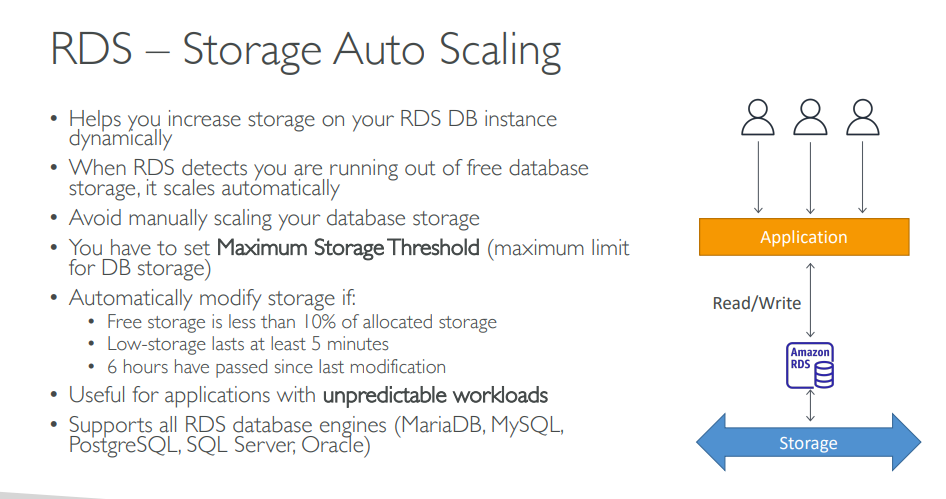 RDS – Storage Auto Scaling
• Helps you increase storage on your RDS DB instance
dynamically
• When RDS detects you are running out of free database
storage, it scales automatically
• Avoid manually scaling your database storage
• You have to set Maximum Storage Threshold (maximum limit
for DB storage)
• Automatically modify storage if:
• Free storage is less than 10% of allocated storage
• Low-storage lasts at least 5 minutes
• 6 hours have passed since last modification
• Useful for applications with unpredictable workloads
• Supports all RDS database engines (MariaDB, MySQL,
PostgreSQL, SQL Server, Oracle)
Application
Read/Write
Amazon
RDS
Storage